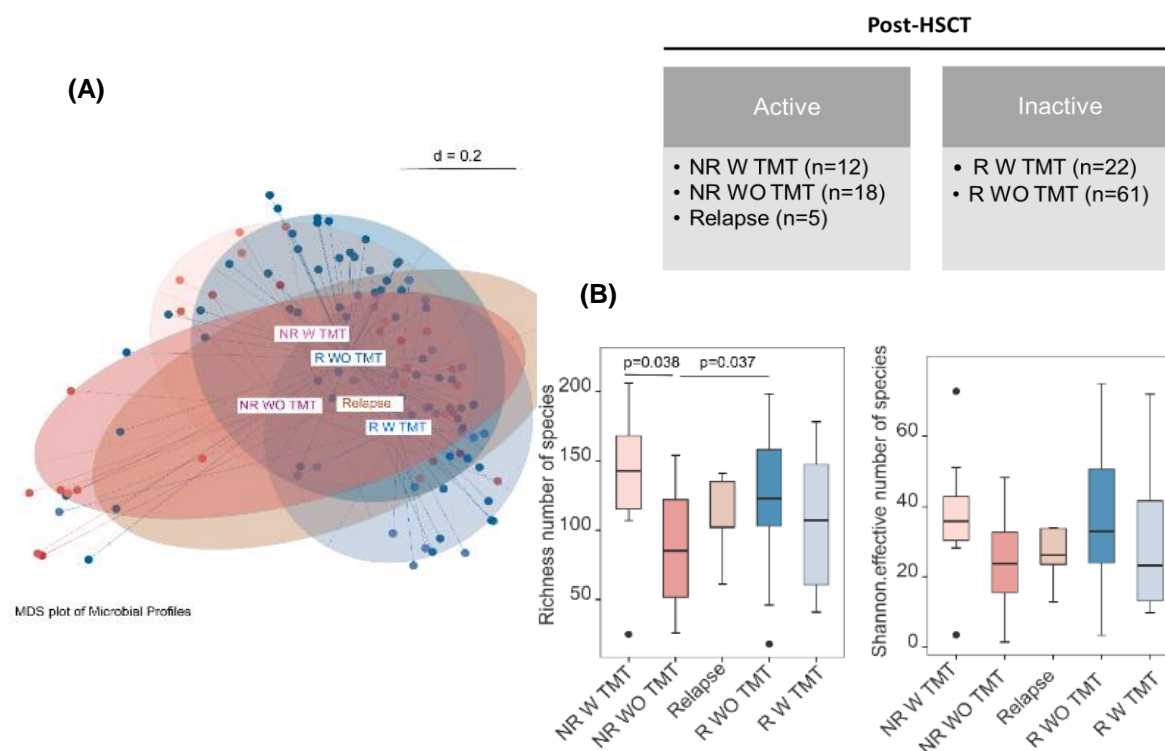 Post-HSCT
(A)
Active
Inactive
d = 0.2
• NR W TMT (n=12)
• NR WO TMT (n=18)
• Relapse (n=5)
• R W TMT (n=22)
• R WO TMT (n=61)
(B)
NR W TMT
R WO TMT
NR WO TMT
Relapse
R W TMT
MDS plot of Microbial Profiles
p=0.038
p=0.037
Richness number of species
200
150
100
50
NR W TMT
NR WO TMT
Relapse
R WO TMT
R W TMT
Shannon.effective number of species
60
40
20
0
NR W TMT
NR WO TMT
Relapse
R WO TMT
R W TMT